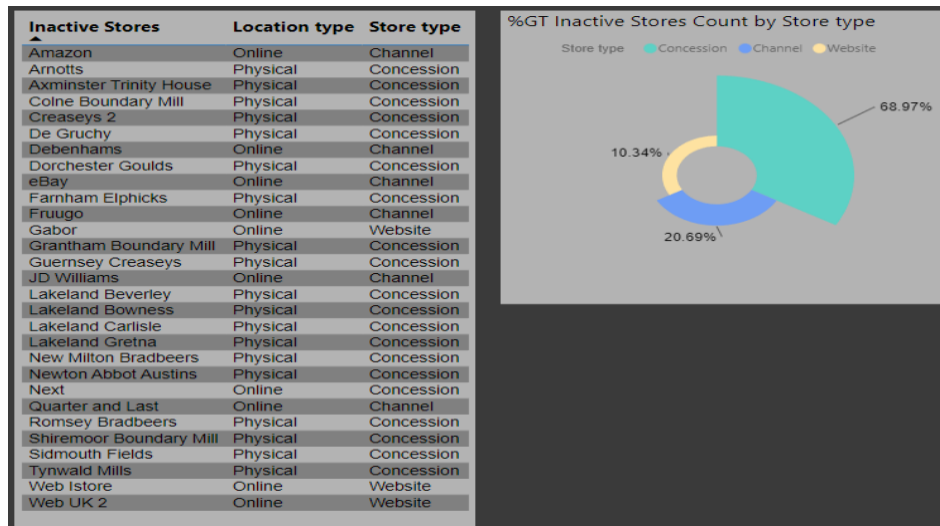 Inactive Stores Location type Store type
Amazon Online Channel
Arnotts Physical Concession
Axminster Trinity House Physical Concession
Colne Boundary Mill Physical Concession
Creaseys 2 Physical Concession
De Gruchy Physical Concession
Debenhams Online Channel
Dorchester Goulds Physical Concession
eBay Online Channel
Farnham Elphicks Physical Concession
Fruugo Online Channel
Gabor Online Website
Grantham Boundary Mill Physical Concession
Guernsey Creaseys Physical Concession
JD Williams Online Channel
Lakeland Beverley Physical Concession
Lakeland Bowness Physical Concession
Lakeland Carlisle Physical Concession
Lakeland Gretna Physical Concession
New Milton Bradbeers Physical Concession
Newton Abbot Austins Physical Concession
Next Online Concession
Quarter and Last Online Channel
Romsey Bradbeers Physical Concession
Shiremoor Boundary Mill Physical Concession
Sidmouth Fields Physical Concession
Tynwald Mills Physical Concession
Web Istore Online Website
Web UK 2 Online Website
%GT Inactive Stores Count by Store type
Store type Concession Channel Website
68.97%
10.34%
20.69%